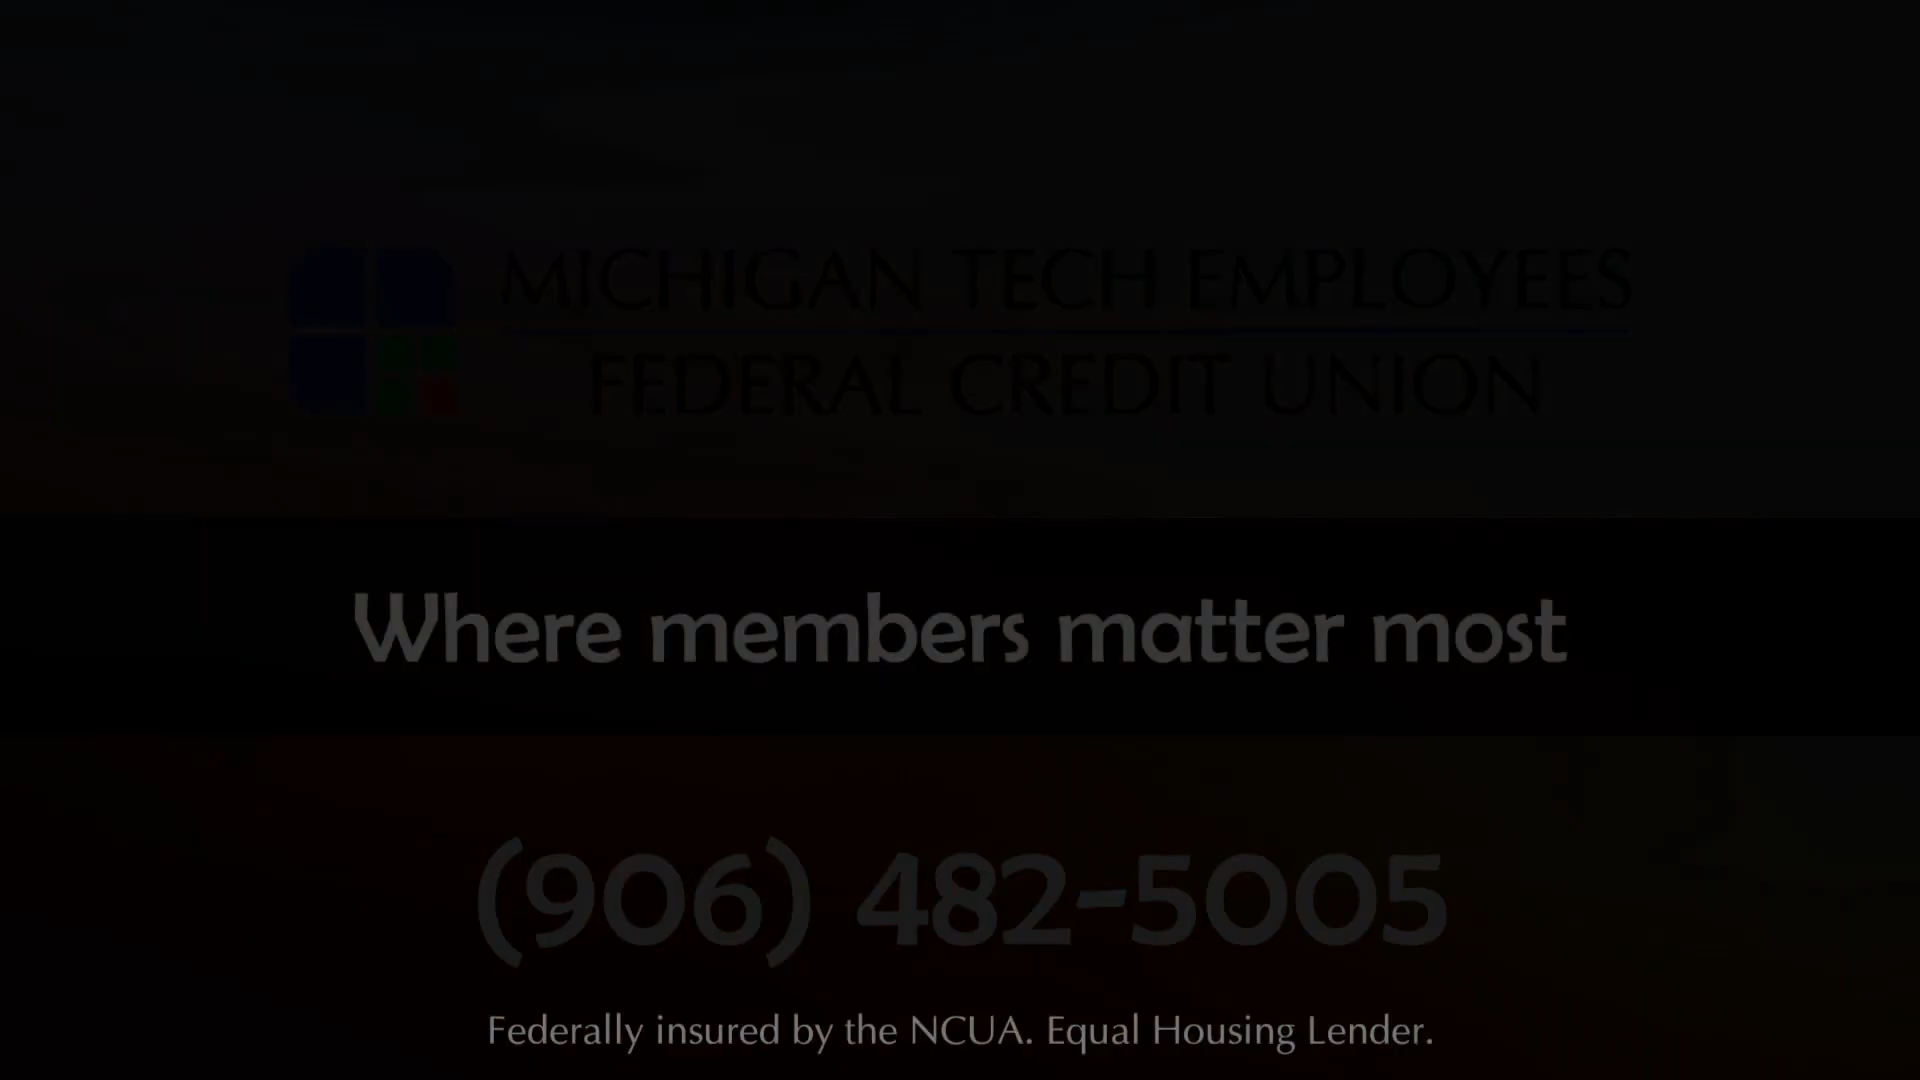 MICHIGAN TECH EMPLOYEES
FEDERAL CREDIT UNION
Where members matter most
(906) 482-5005
Federally insured by the NCUA. Equal Housing Lender.